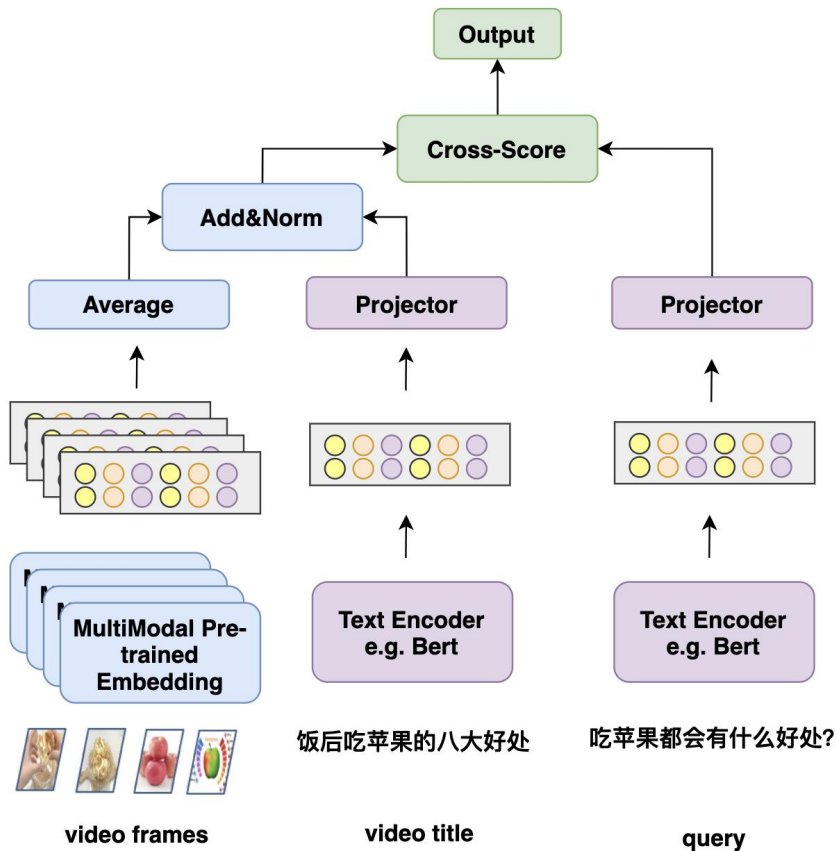 Output
Cross-Score
Add&Norm
Average
Projector
Projector
MultiModal Pre-
trained
Embedding
Text Encoder
e.g. Bert
Text Encoder
e.g. Bert
饭后吃苹果的八大好处
吃苹果都会有什么好处?
video frames
video title
query